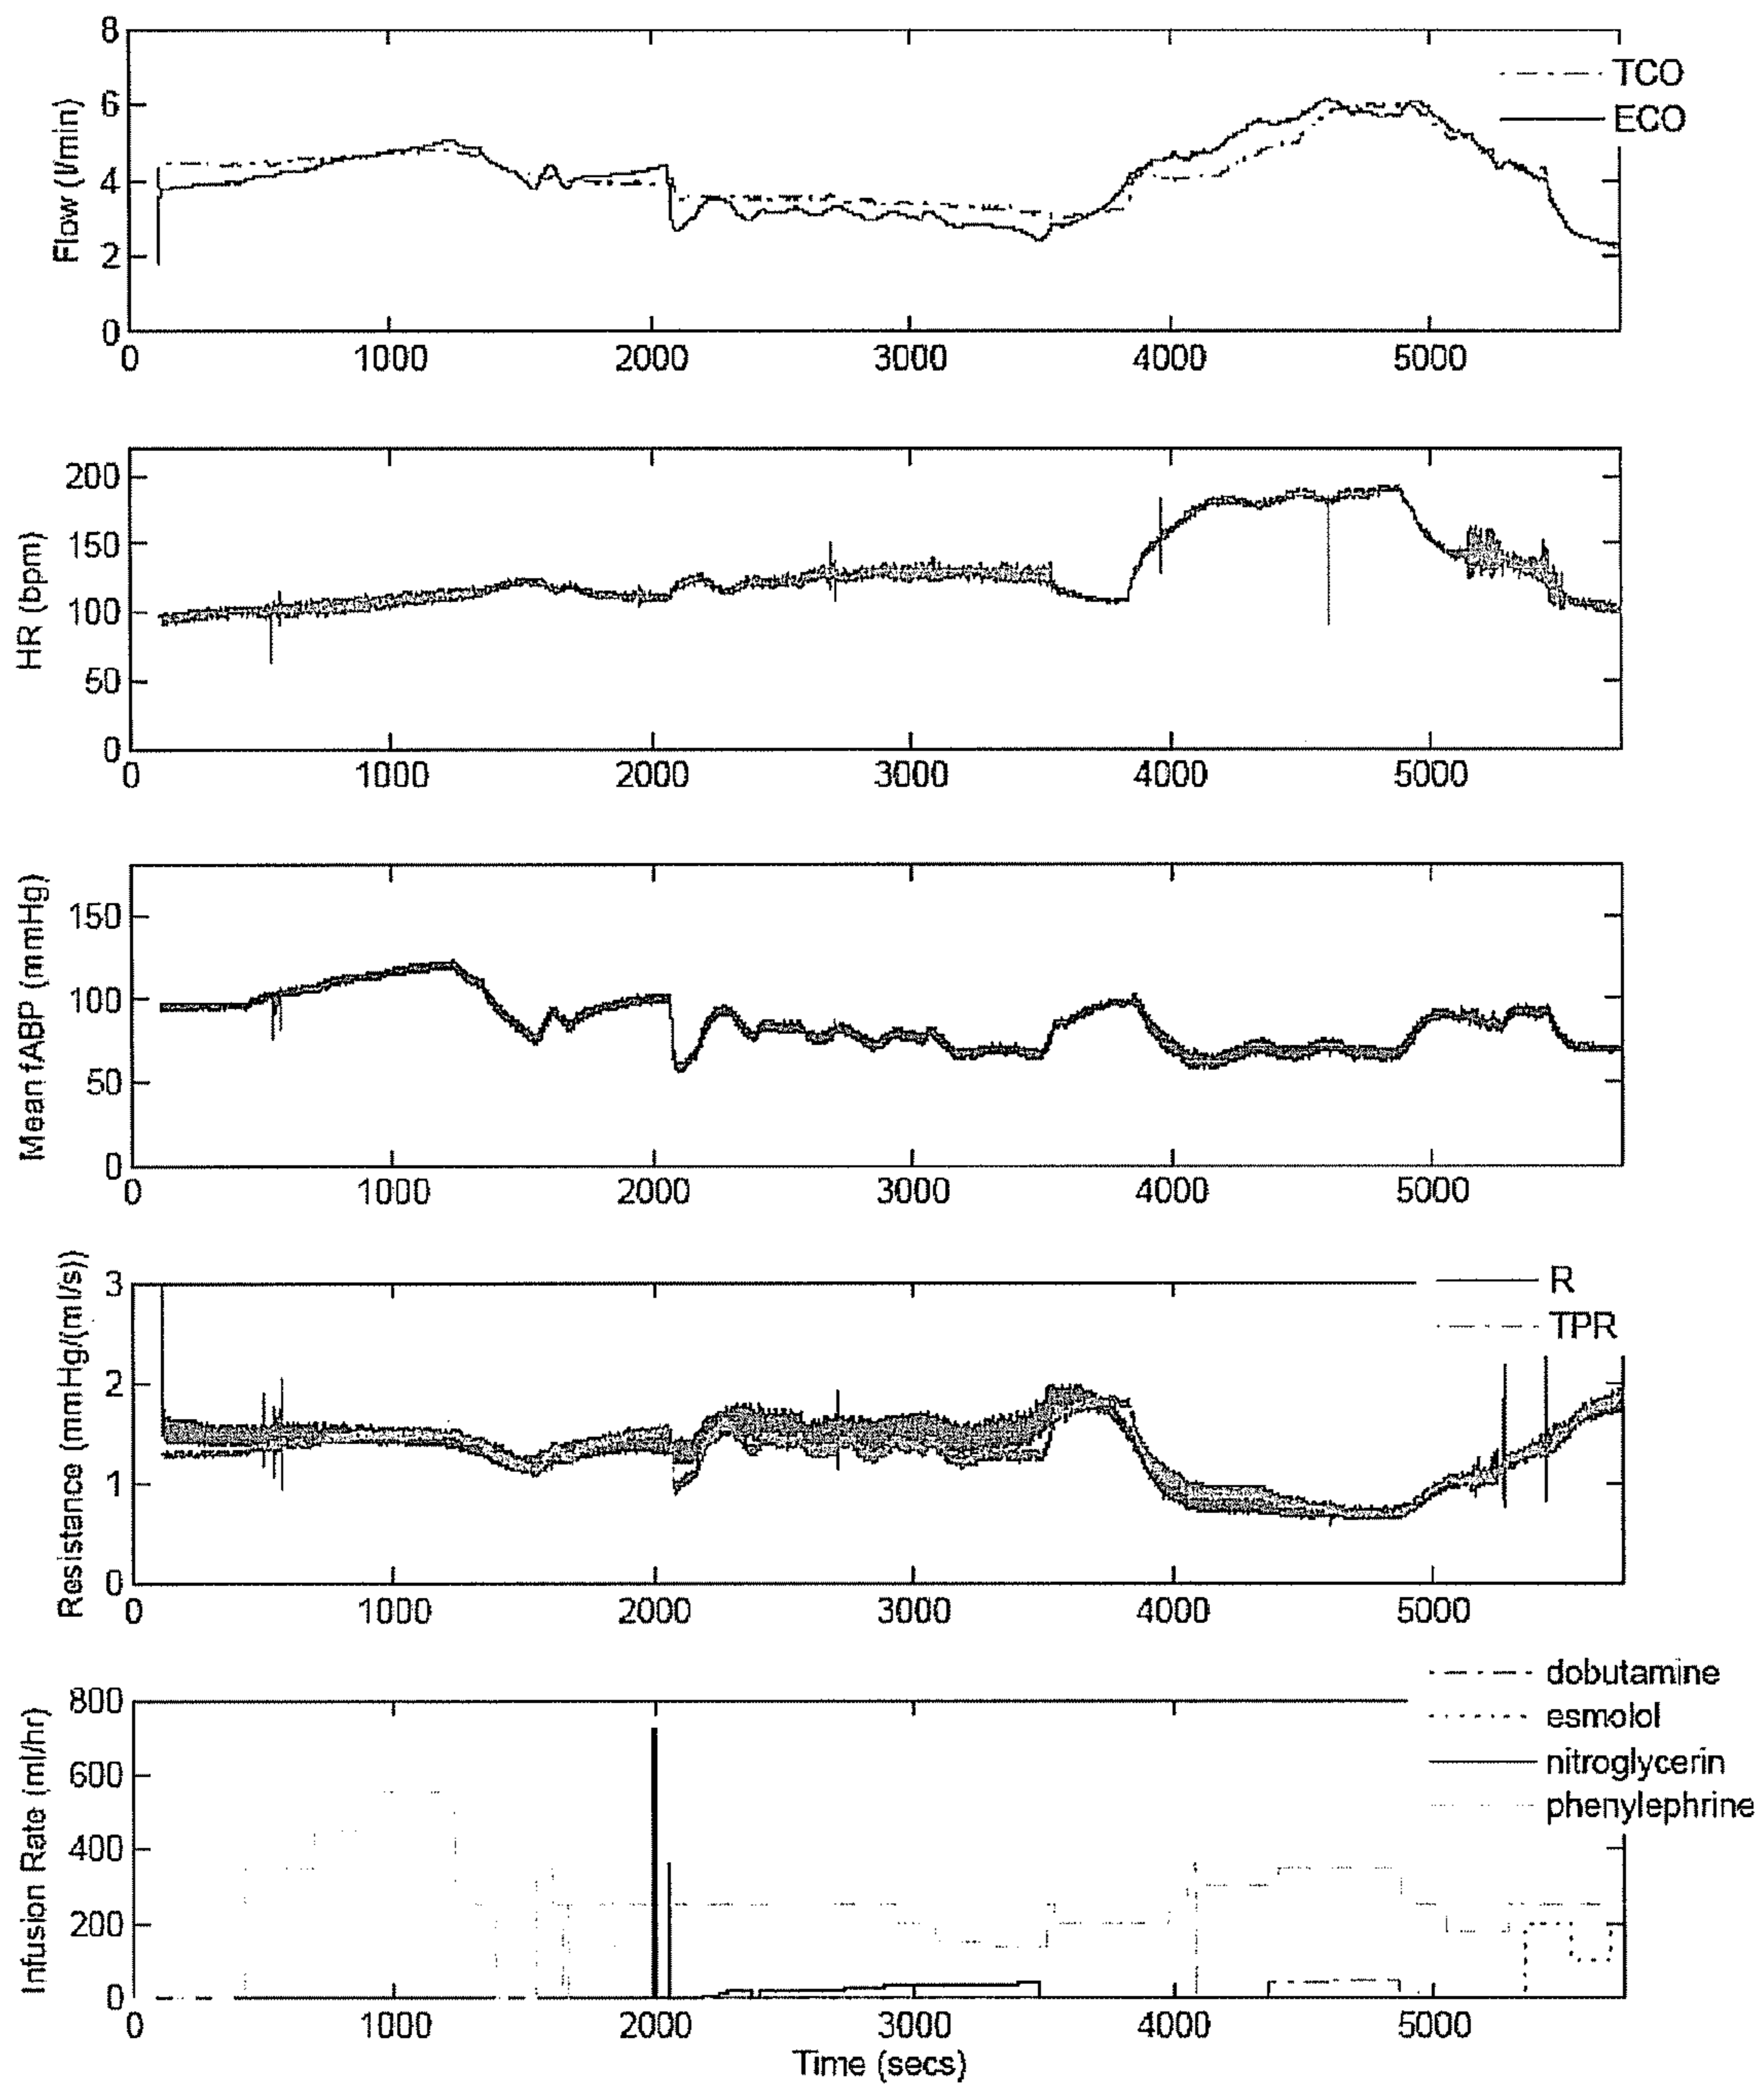 Flow (l/min)
8
6
4
2
0
TCO
ECO
0 1000 2000 3000 4000 5000
HR (bpm)
200
150
100
50
0
0 1000 2000 3000 4000 5000
Mean fABP (mmHg)
150
100
50
0
0 1000 2000 3000 4000 5000
Resistance (mmHg/(ml/s))
3
2
1
0
R
TPR
0 1000 2000 3000 4000 5000
Infusion Rate (ml/hr)
800
600
400
200
0
dobutamine
esmolol
nitroglycerin
phenylephrine
0 1000 2000 3000 4000 5000
Time (secs)